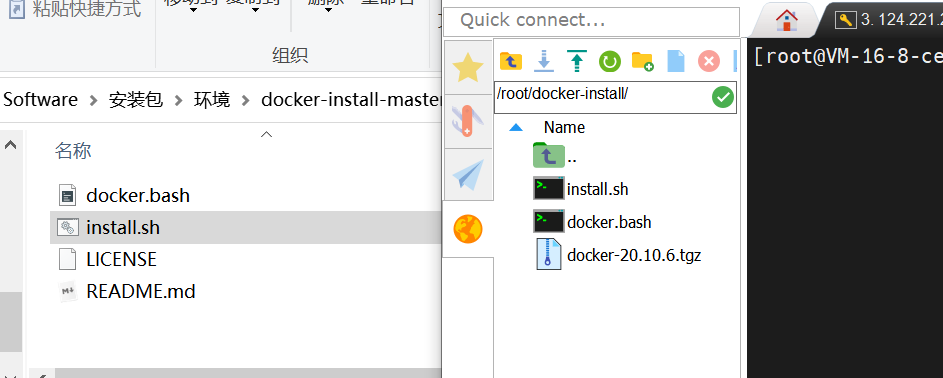 粘贴快捷方式
移动到 复制到
删除
重命名
组织
Software
安装包
环境
docker-install-master
名称
docker.bash
install.sh
LICENSE
README.md
Quick connect...
/root/docker-install/
Name
..
install.sh
docker.bash
docker-20.10.6.tgz
3. 124.221.2
[root@VM-16-8-ce